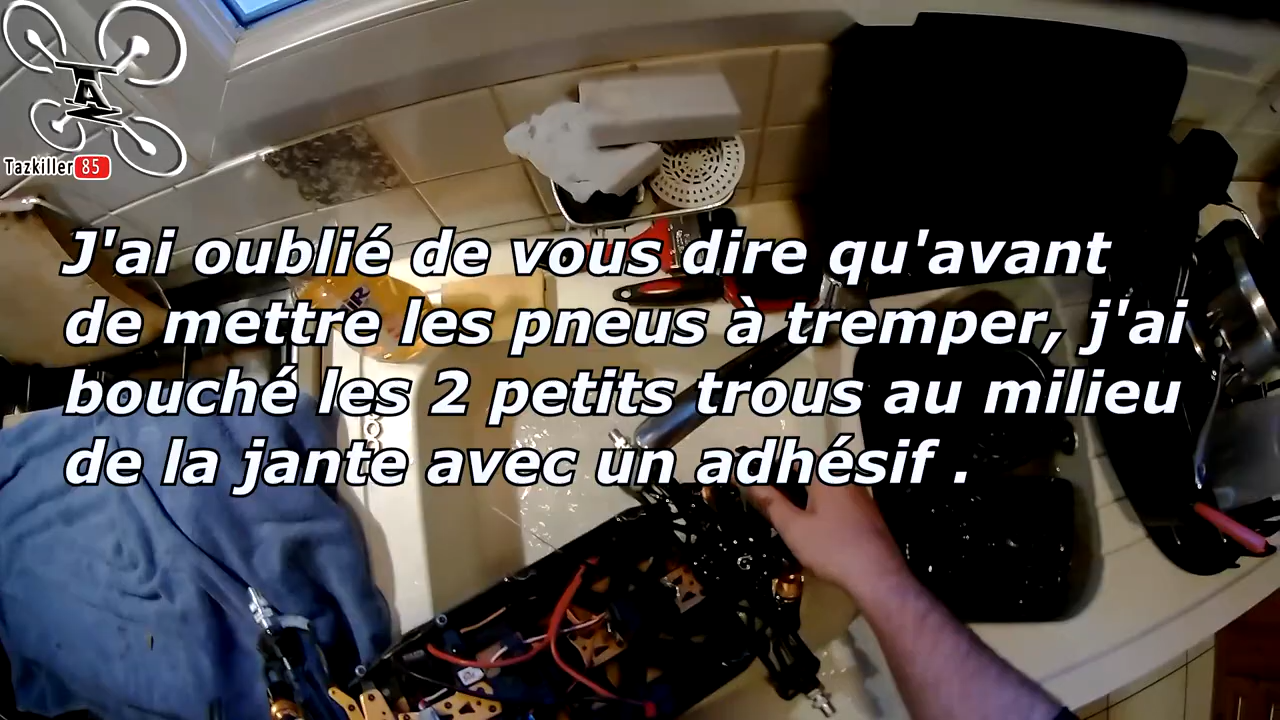 TAZ
Tazkiller 85
J'ai oublié de vous dire qu'avant
de mettre les pneus à tremper, j'ai
bouché les 2 petits trous au milieu
de la jante avec un adhésif .